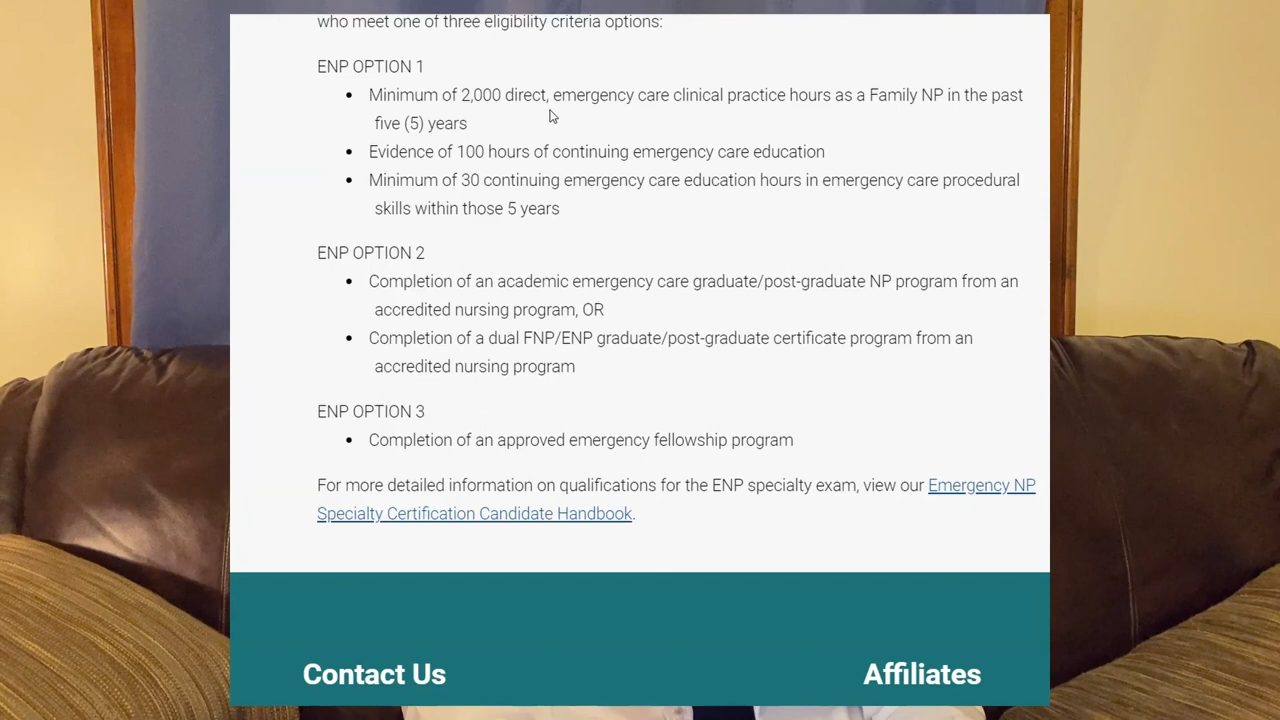 who meet one of three eligibility criteria options:
ENP OPTION 1
• Minimum of 2,000 direct, emergency care clinical practice hours as a Family NP in the past
five (5) years
• Evidence of 100 hours of continuing emergency care education
• Minimum of 30 continuing emergency care education hours in emergency care procedural
skills within those 5 years
ENP OPTION 2
• Completion of an academic emergency care graduate/post-graduate NP program from an
accredited nursing program, OR
• Completion of a dual FNP/ENP graduate/post-graduate certificate program from an
accredited nursing program
ENP OPTION 3
• Completion of an approved emergency fellowship program
For more detailed information on qualifications for the ENP specialty exam, view our Emergency NP
Specialty Certification Candidate Handbook.
Contact Us
Affiliates